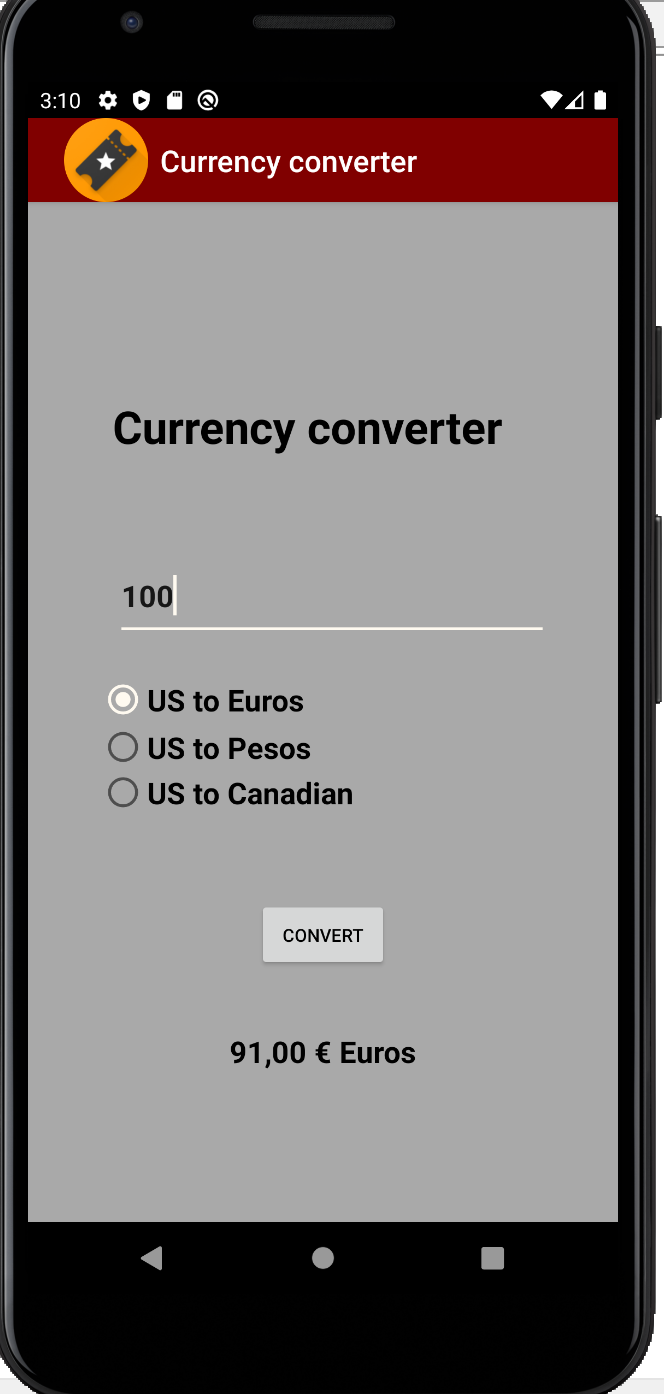 3:10
Currency converter
Currency converter
100
US to Euros
US to Pesos
US to Canadian
CONVERT
91,00 € Euros